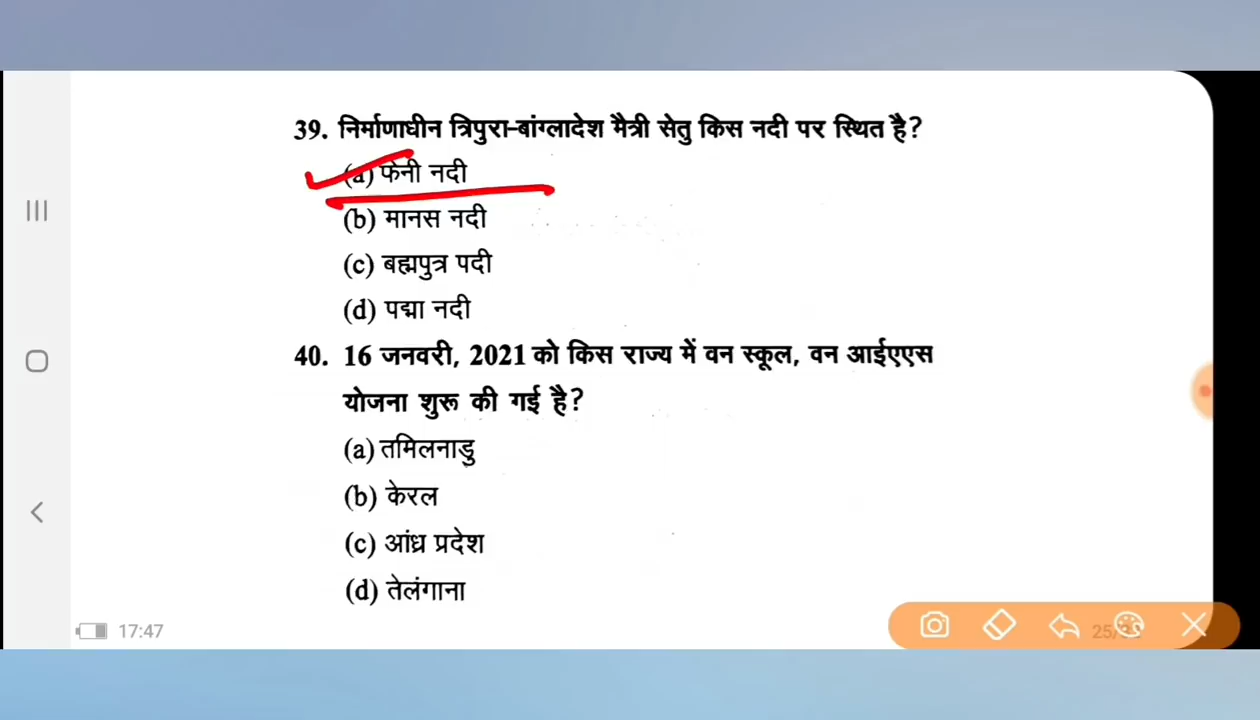 39. निर्माणाधीन त्रिपुरा-बांग्लादेश मैत्री सेतु किस नदी पर स्थित है?
(a) फेनी नदी
(b) मानस नदी
(c) बह्मपुत्र पदी
(d) पद्मा नदी
40. 16 जनवरी, 2021 को किस राज्य में वन स्कूल, वन आईएएस
योजना शुरू की गई है?
(a) तमिलनाडु
(b) केरल
(c) आंध्र प्रदेश
(d) तेलंगाना
17:47